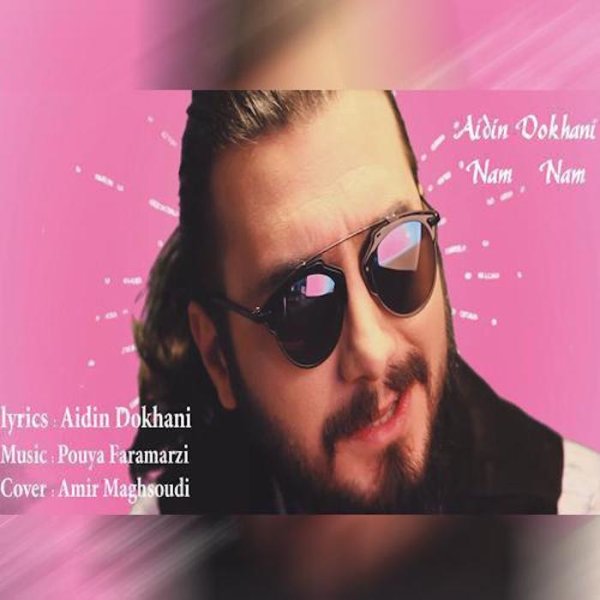 Aidin Dokhani
Nam Nam
lyrics : Aidin Dokhani
Music : Pouya Faramarzi
Cover : Amir Maghsoudi